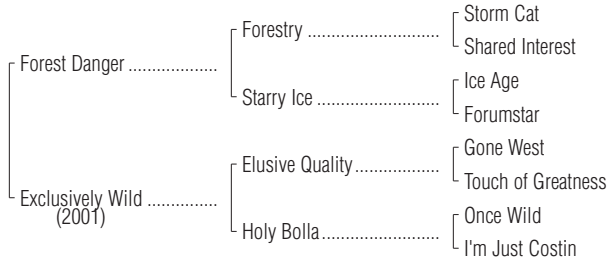 Storm Cat
Forestry ............................
Shared Interest
Forest Danger ..................
Ice Age
Starry Ice ..........................
Forumstar
Gone West
Elusive Quality ..................
Touch of Greatness
Exclusively Wild ..............
(2001)
Once Wild
Holy Bolla .........................
I'm Just Costin